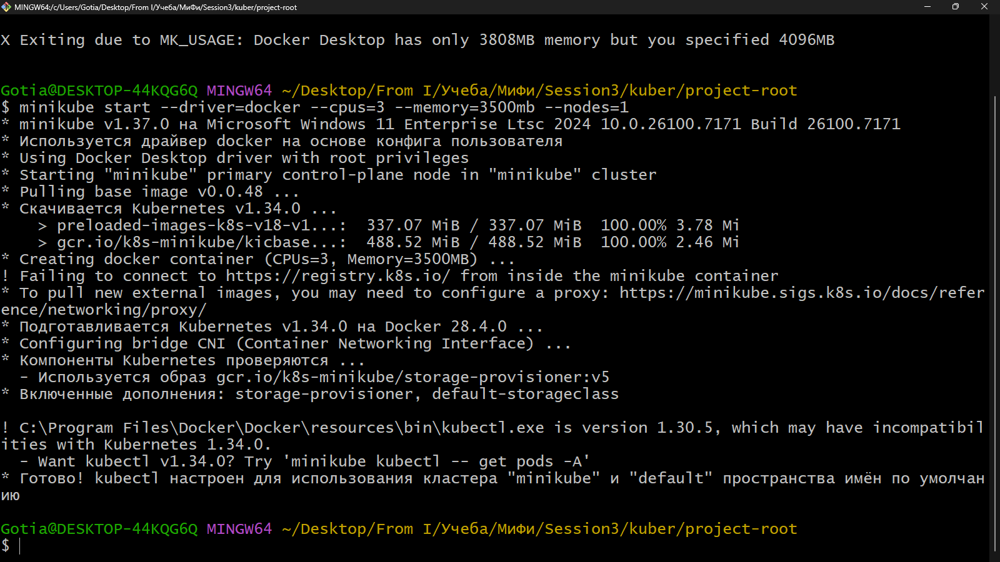 MINGW64:/c/Users/Gotia/Desktop/From I/Учеба/МиФи/Session3/kuber/project-root
X Exiting due to MK_USAGE: Docker Desktop has only 3808MB memory but you specified 4096MB
Gotia@DESKTOP-44KQG6Q MINGW64 ~/Desktop/From I/Учеба/МиФи/Session3/kuber/project-root
$ minikube start --driver=docker --cpus=3 --memory=3500mb --nodes=1
* minikube v1.37.0 на Microsoft Windows 11 Enterprise Ltsc 2024 10.0.26100.7171 Build 26100.7171
* Используется драйвер docker на основе конфига пользователя
* Using Docker Desktop driver with root privileges
* Starting "minikube" primary control-plane node in "minikube" cluster
* Pulling base image v0.0.48 ...
* Скачивается Kubernetes v1.34.0 ...
    > preloaded-images-k8s-v18-v1...:  337.07 MiB / 337.07 MiB  100.00% 3.78 Mi
    > gcr.io/k8s-minikube/kicbase...:  488.52 MiB / 488.52 MiB  100.00% 2.46 Mi
* Creating docker container (CPUs=3, Memory=3500MB) ...
! Failing to connect to https://registry.k8s.io/ from inside the minikube container
* To pull new external images, you may need to configure a proxy: https://minikube.sigs.k8s.io/docs/refer
ence/networking/proxy/
* Подготавливается Kubernetes v1.34.0 на Docker 28.4.0 ...
* Configuring bridge CNI (Container Networking Interface) ...
* Компоненты Kubernetes проверяются ...
  - Используется образ gcr.io/k8s-minikube/storage-provisioner:v5
* Включенные дополнения: storage-provisioner, default-storageclass
! C:\Program Files\Docker\Docker\resources\bin\kubectl.exe is version 1.30.5, which may have incompatibil
ities with Kubernetes 1.34.0.
  - Want kubectl v1.34.0? Try 'minikube kubectl -- get pods -A'
* Готово! kubectl настроен для использования кластера "minikube" и "default" пространства имён по умолчан
ию
Gotia@DESKTOP-44KQG6Q MINGW64 ~/Desktop/From I/Учеба/МиФи/Session3/kuber/project-root
$